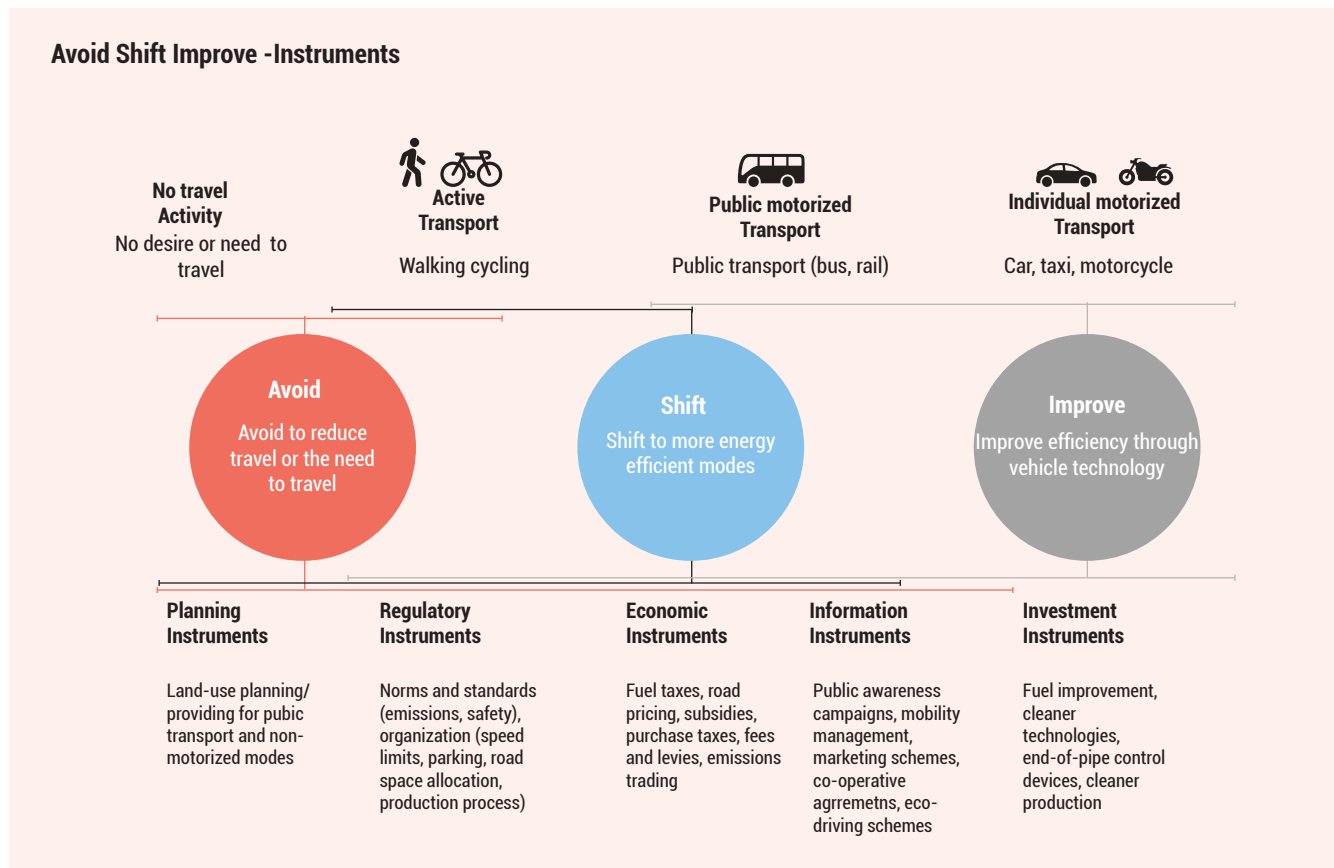 Avoid Shift Improve -Instruments
No travel
Activity
No desire or need to
travel
Active
Transport
Walking cycling
Public motorized
Transport
Public transport (bus, rail)
Individual motorized
Transport
Car, taxi, motorcycle
Avoid
Avoid to reduce
travel or the need
to travel
Shift
Shift to more energy
efficient modes
Improve
Improve efficiency through
vehicle technology
Planning
Instruments
Land-use planning/
providing for pubic
transport and non-
motorized modes
Regulatory
Instruments
Norms and standards
(emissions, safety),
organization (speed
limits, parking, road
space allocation,
production process)
Economic
Instruments
Fuel taxes, road
pricing, subsidies,
purchase taxes, fees
and levies, emissions
trading
Information
Instruments
Public awareness
campaigns, mobility
management,
marketing schemes,
co-operative
agrremetns, eco-
driving schemes
Investment
Instruments
Fuel improvement,
cleaner
technologies,
end-of-pipe control
devices, cleaner
production